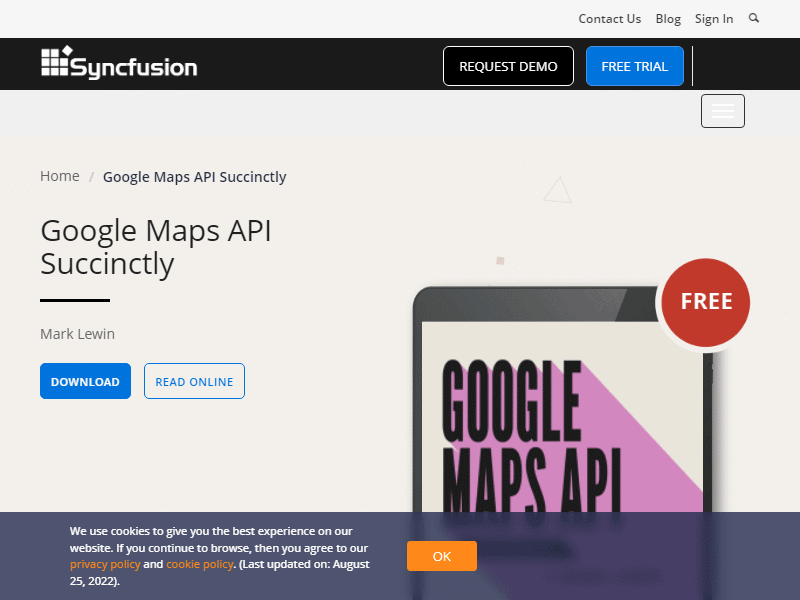 Contact Us Blog Sign In
Syncfusion
REQUEST DEMO
FREE TRIAL
Home / Google Maps API Succinctly
Google Maps API
Succinctly
FREE
Mark Lewin
DOWNLOAD
READ ONLINE
GOOGLE
MAPS API
We use cookies to give you the best experience on our
website. If you continue to browse, then you agree to our
privacy policy and cookie policy. (Last updated on: August
25, 2022).
OK